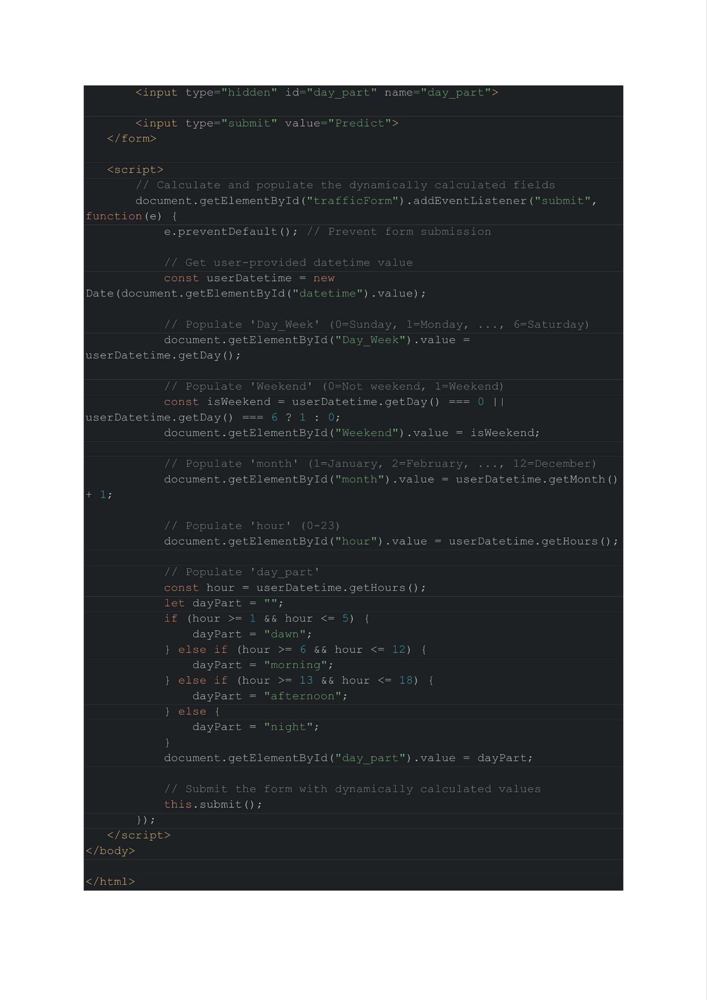 <input type="hidden" id="day_part" name="day_part">
<input type="submit" value="Predict">
</form>
<script>
// Calculate and populate the dynamically calculated fields
document.getElementById("trafficForm").addEventListener("submit",
function(e) {
e.preventDefault(); // Prevent form submission
// Get user-provided datetime value
const userDatetime = new
Date(document.getElementById("datetime").value);
// Populate 'Day_Week' (0=Sunday, 1=Monday, ..., 6=Saturday)
document.getElementById("Day_Week").value =
userDatetime.getDay();
// Populate 'Weekend' (0=Not weekend, 1=Weekend)
const isWeekend = userDatetime.getDay() === 0 ||
userDatetime.getDay() === 6 ? 1 : 0;
document.getElementById("Weekend").value = isWeekend;
// Populate 'month' (1=January, 2=February, ..., 12=December)
document.getElementById("month").value = userDatetime.getMonth()
+ 1;
// Populate 'hour' (0-23)
document.getElementById("hour").value = userDatetime.getHours();
// Populate 'day_part'
const hour = userDatetime.getHours();
let dayPart = "";
if (hour >= 1 && hour <= 5) {
dayPart = "dawn";
} else if (hour >= 6 && hour <= 12) {
dayPart = "morning";
} else if (hour >= 13 && hour <= 18) {
dayPart = "afternoon";
} else {
dayPart = "night";
}
document.getElementById("day_part").value = dayPart;
// Submit the form with dynamically calculated values
this.submit();
});
</script>
</body>
</html>